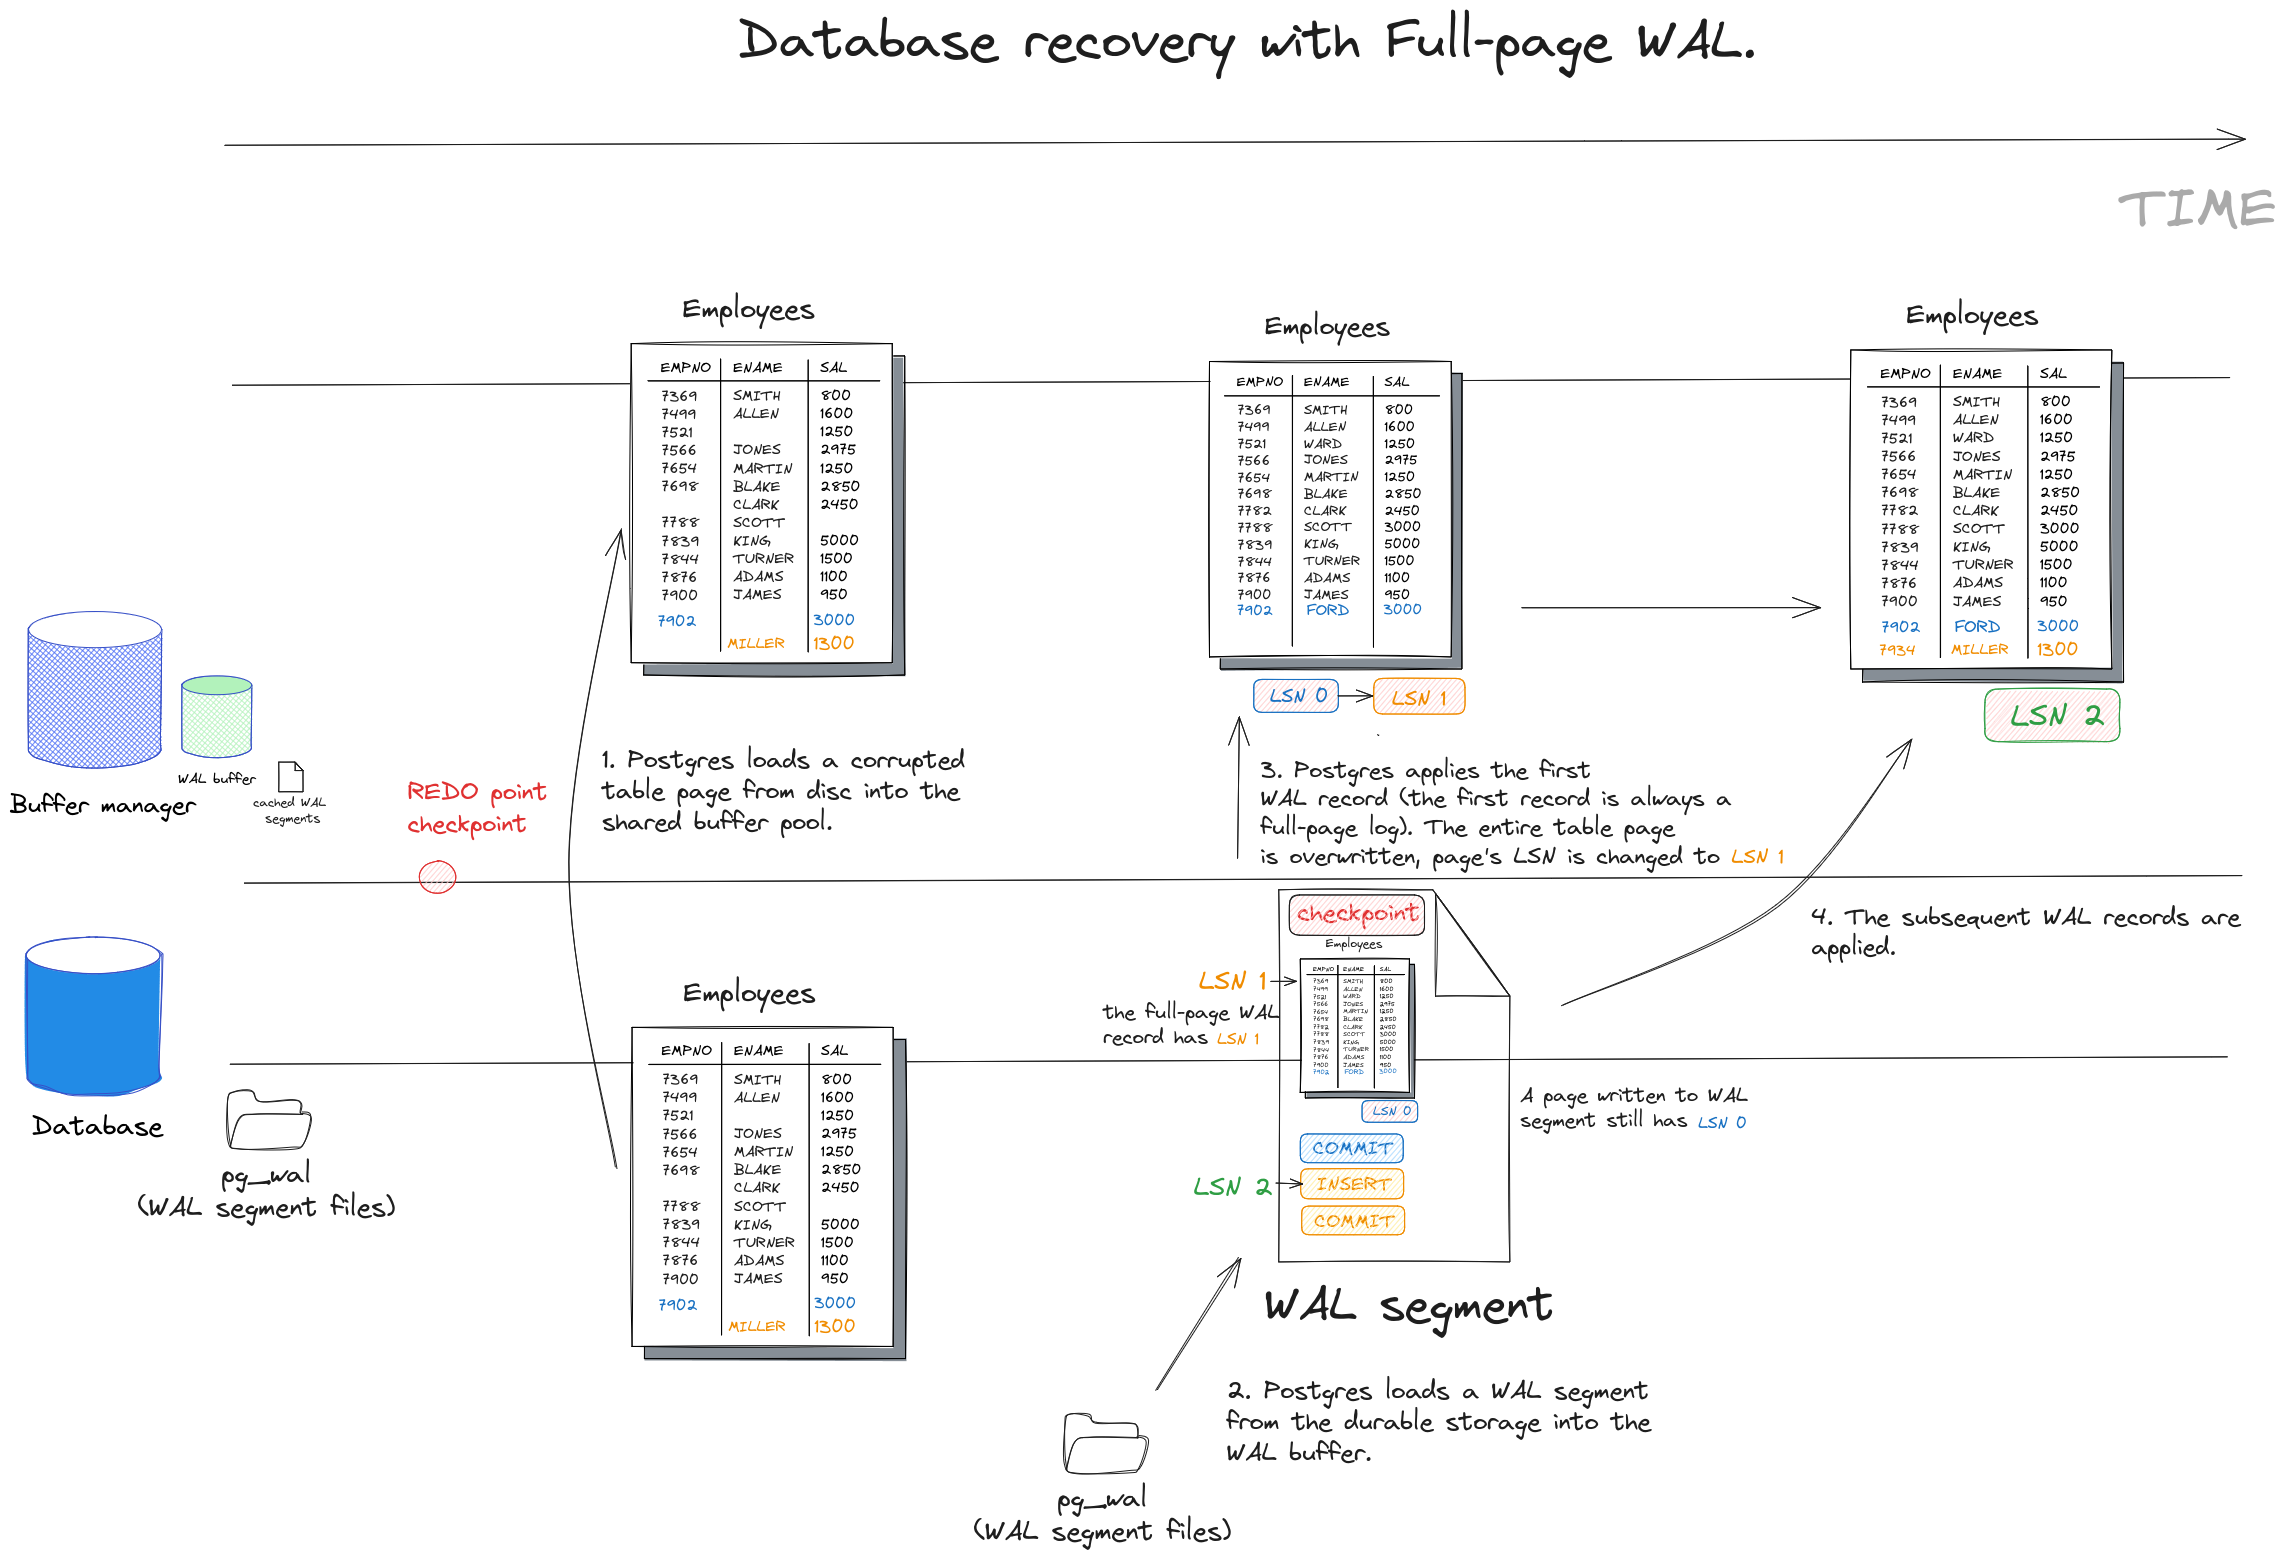 Database recovery with Full-page WAL.
TIME
Employees
EMPNO ENAME SAL
7369 SMITH 800
7499 ALLEN 1600
7521 1250
7566 JONES 2975
7654 MARTIN 1250
7698 BLAKE 2850
CLARK 2450
7788 SCOTT
7839 KING 5000
7844 TURNER 1500
7876 ADAMS 1100
7900 JAMES 950
7902 3000
MILLER 1300
Employees
EMPNO ENAME SAL
7369 SMITH 800
7499 ALLEN 1600
7521 WARD 1250
7566 JONES 2975
7654 MARTIN 1250
7698 BLAKE 2850
7782 CLARK 2450
7788 SCOTT 3000
7839 KING 5000
7844 TURNER 1500
7876 ADAMS 1100
7900 JAMES 950
7902 FORD 3000
LSN 0
LSN 1
Employees
EMPNO ENAME SAL
7369 SMITH 800
7499 ALLEN 1600
7521 WARD 1250
7566 JONES 2975
7654 MARTIN 1250
7698 BLAKE 2850
7782 CLARK 2450
7788 SCOTT 3000
7839 KING 5000
7844 TURNER 1500
7876 ADAMS 1100
7900 JAMES 950
7902 FORD 3000
7934 MILLER 1300
LSN 2
Buffer manager
WAL buffer
cached WAL
segments
REDO point
checkpoint
1. Postgres loads a corrupted
table page from disc into the
shared buffer pool.
3. Postgres applies the first
WAL record (the first record is always a
full-page log). The entire table page
is overwritten, page's LSN is changed to LSN 1
4. The subsequent WAL records are
applied.
Database
pg_wal
(WAL segment files)
Employees
EMPNO ENAME SAL
7369 SMITH 800
7499 ALLEN 1600
7521 1250
7566 JONES 2975
7654 MARTIN 1250
7698 BLAKE 2850
CLARK 2450
7788 SCOTT
7839 KING 5000
7844 TURNER 1500
7876 ADAMS 1100
7900 JAMES 950
7902 3000
MILLER 1300
LSN 1
the full-page WAL
record has LSN 1
LSN 2
checkpoint
Employees
EMPNO ENAME SAL
7369 SMITH 800
7499 ALLEN 1600
7521 WARD 1250
7566 JONES 2975
7654 MARTIN 1250
7698 BLAKE 2850
7782 CLARK 2450
7788 SCOTT 3000
7839 KING 5000
7844 TURNER 1500
7876 ADAMS 1100
7900 JAMES 950
7902 FORD 3000
LSN 0
COMMIT
INSERT
COMMIT
A page written to WAL
segment still has LSN 0
WAL segment
2. Postgres loads a WAL segment
from the durable storage into the
WAL buffer.
pg_wal
(WAL segment files)